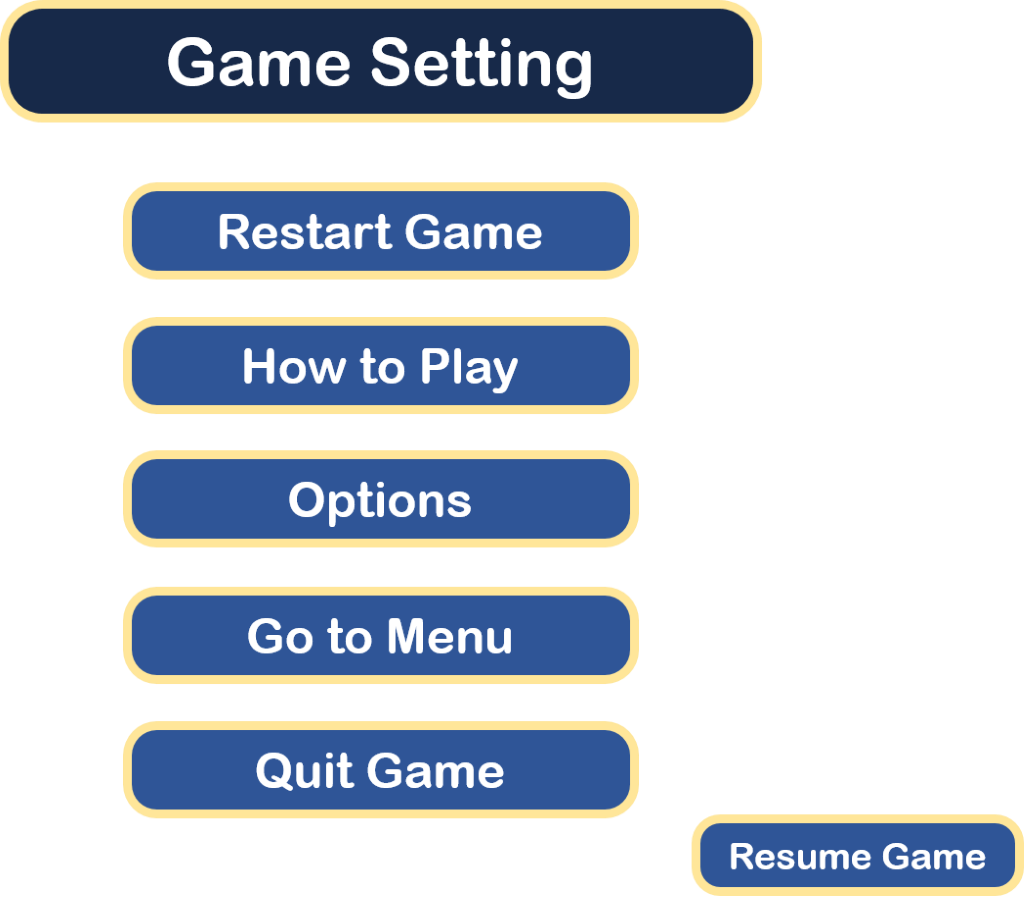 Game Setting
Restart Game
How to Play
Options
Go to Menu
Quit Game
Resume Game